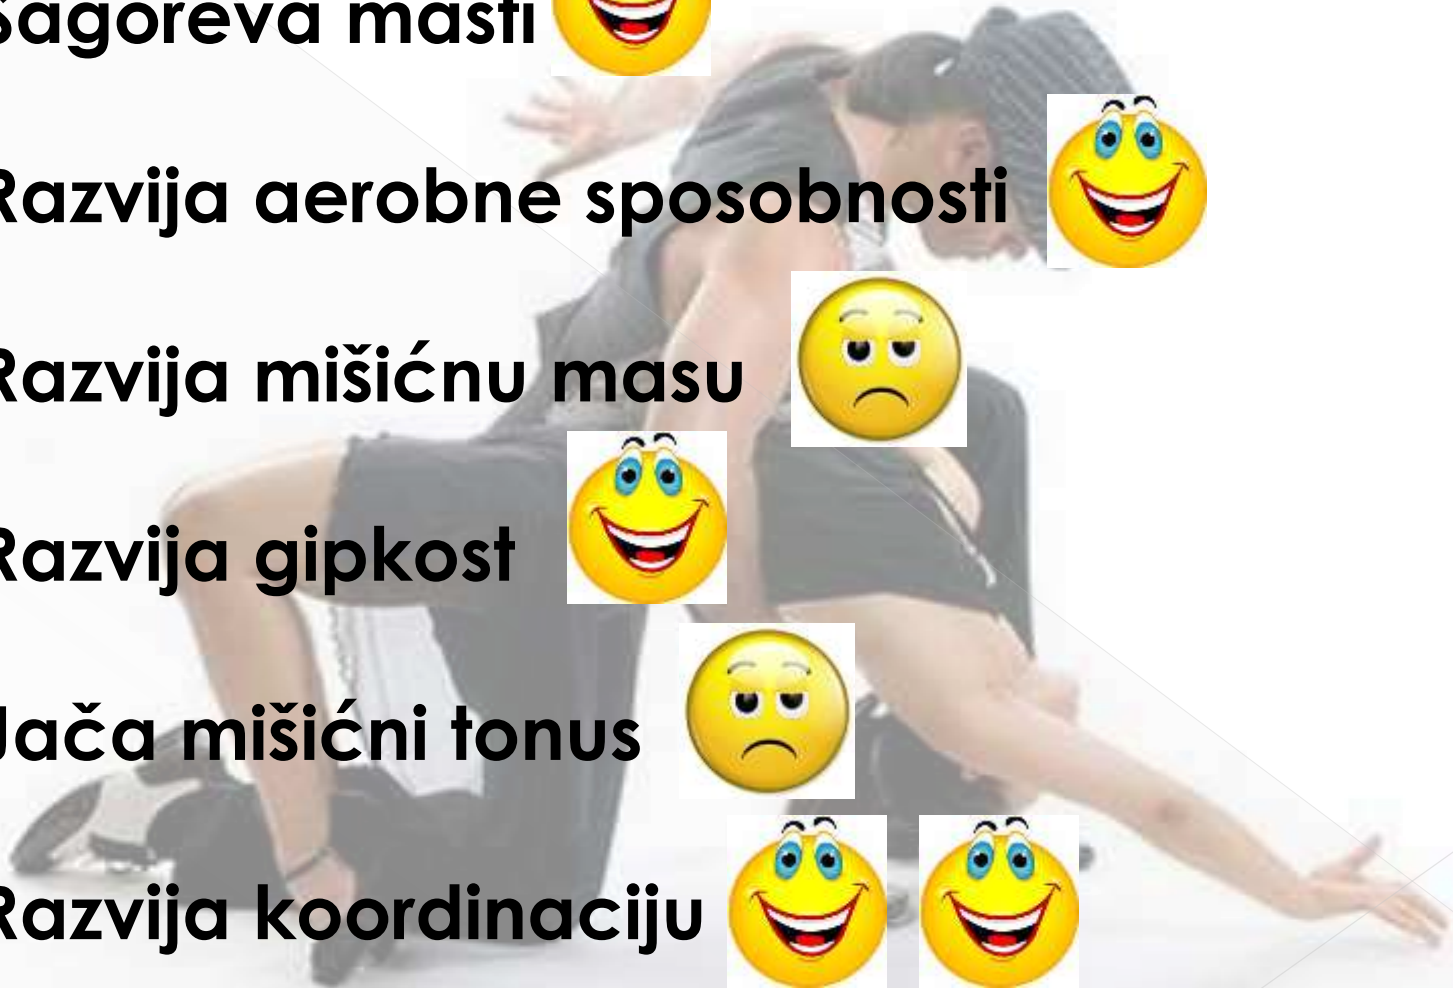 Sagoreva masti
Razvija aerobne sposobnosti
Razvija mišićnu masu
Razvija gipkost
Jača mišićni tonus
Razvija koordinaciju